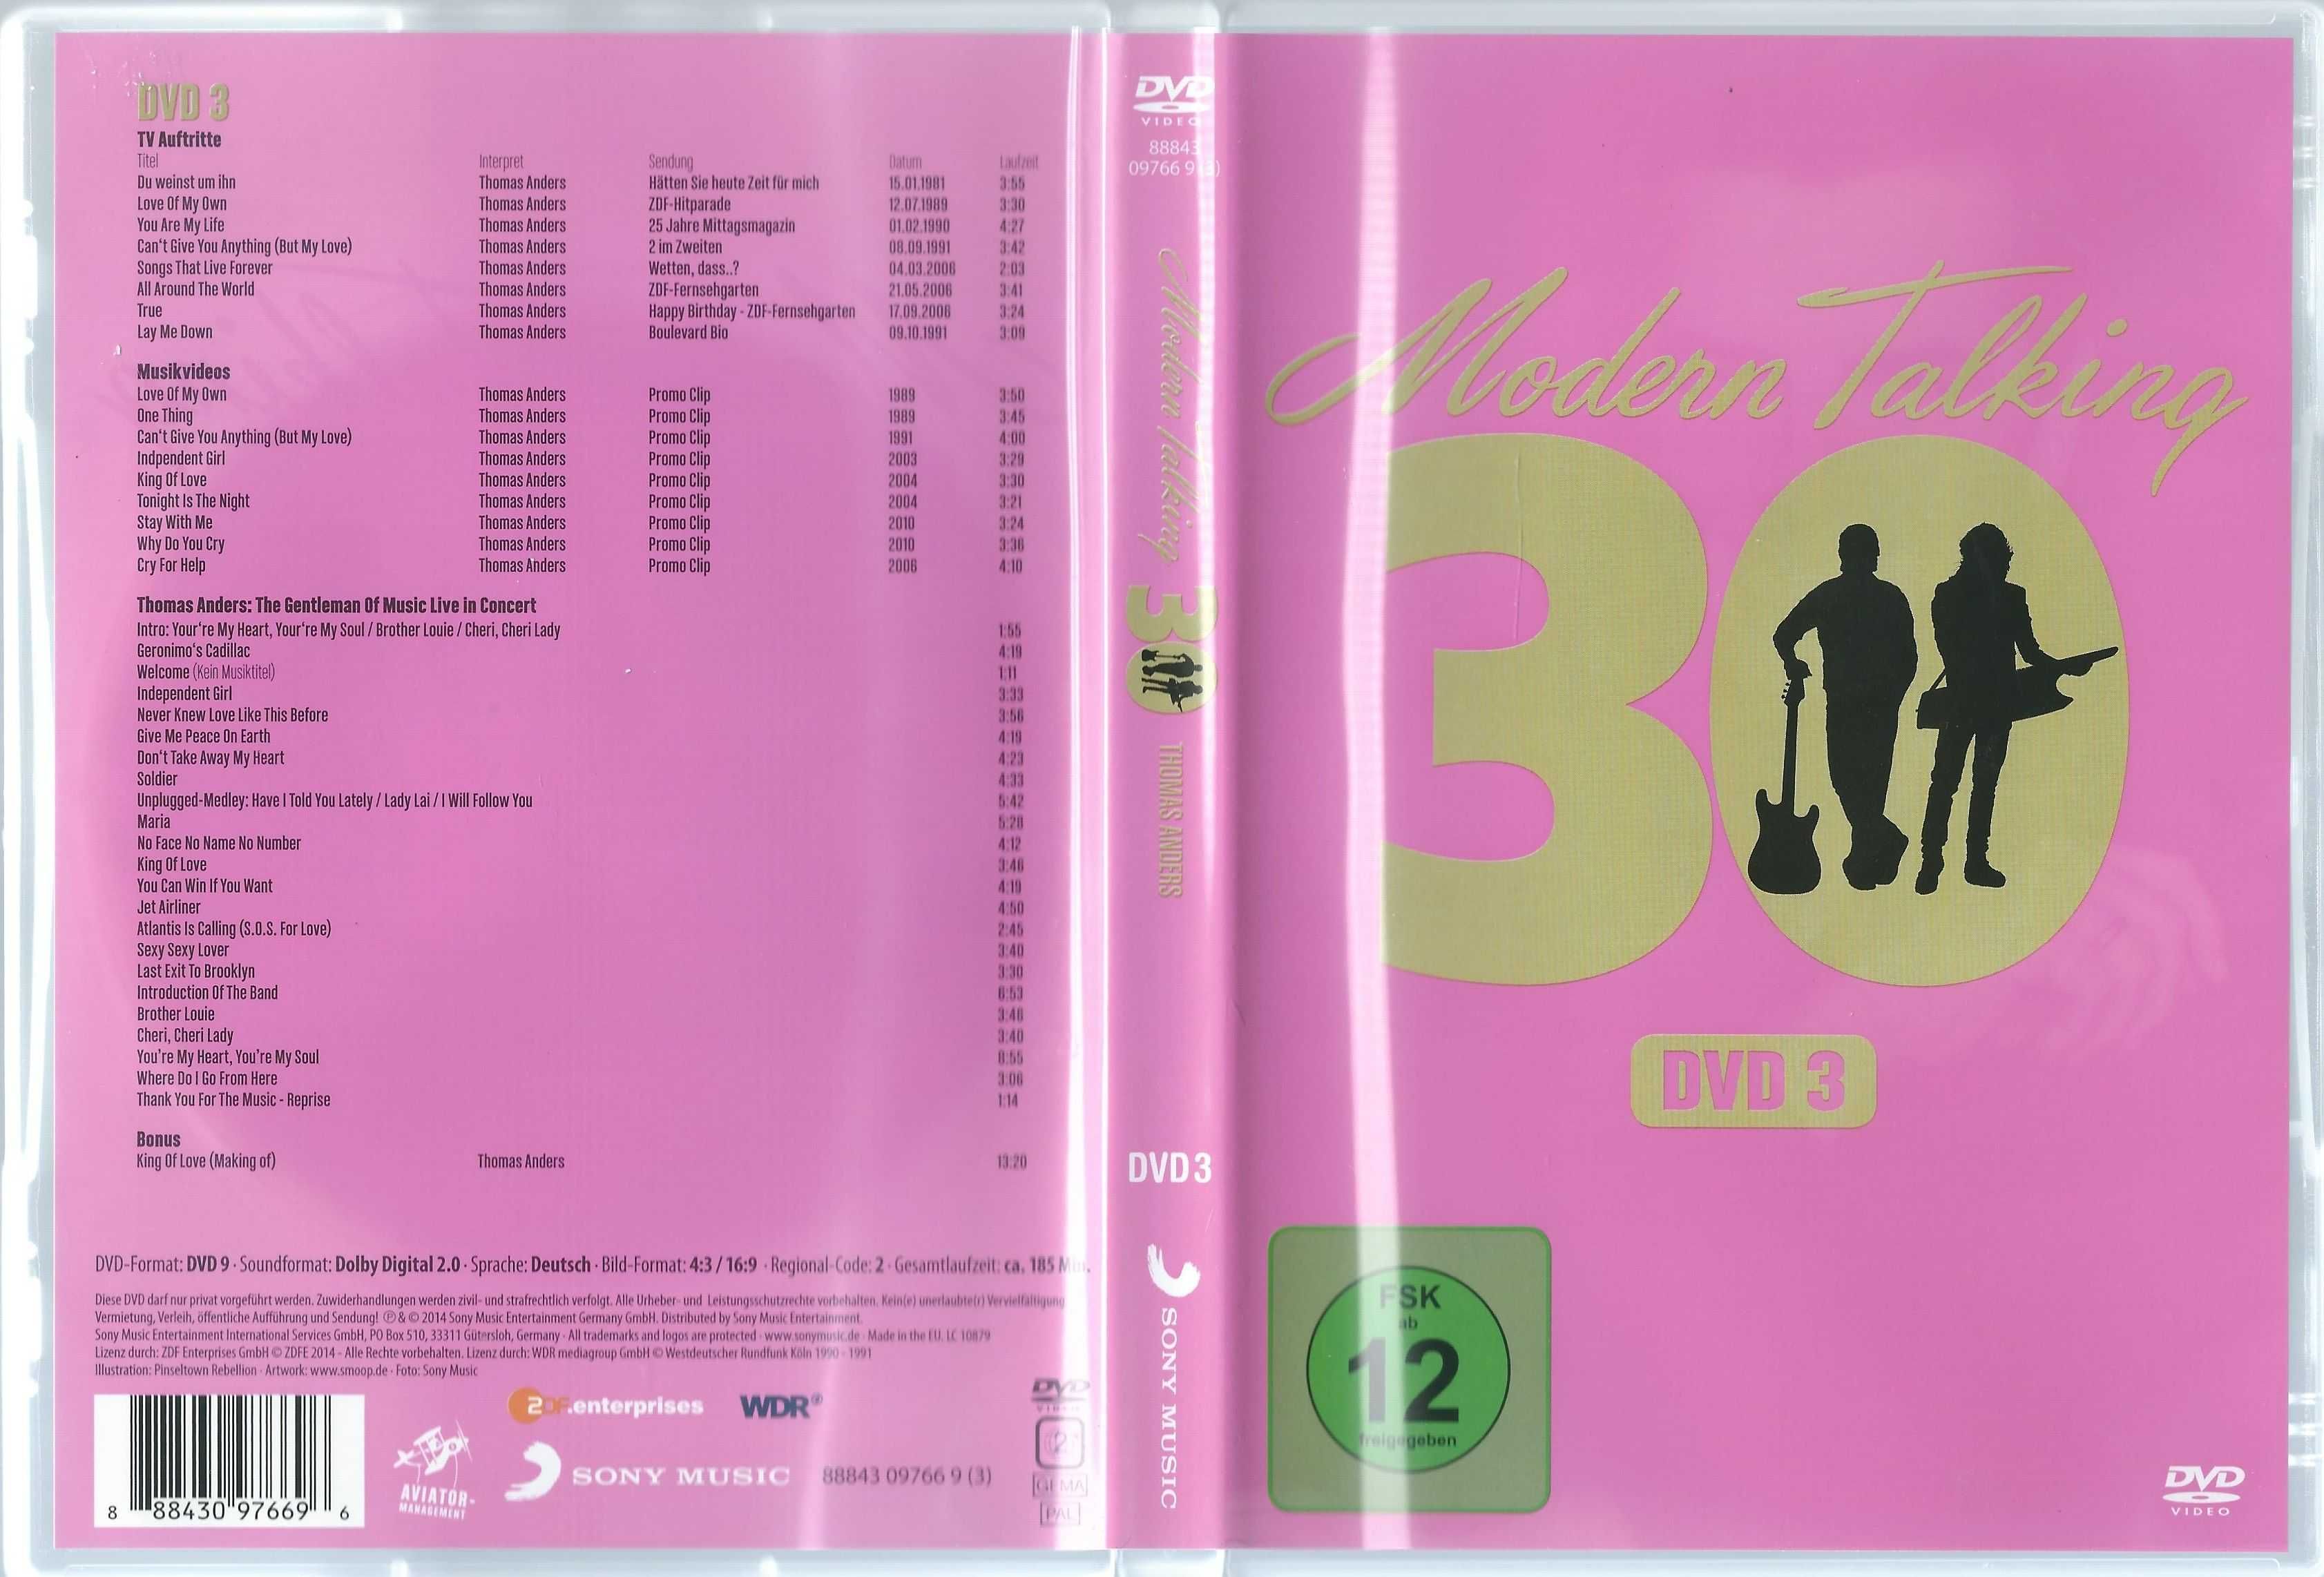 DVD 3
TV Auftritte
Titel Interpret Sendung Datum Laufzeit
Du weinst um ihn Thomas Anders Hätten Sie heute Zeit für mich 15.01.1981 3:55
Love Of My Own Thomas Anders ZDF-Hitparade 12.07.1989 3:30
You Are My Life Thomas Anders 25 Jahre Mittagsmagazin 01.02.1990 4:27
Can't Give You Anything (But My Love) Thomas Anders 2 im Zweiten 08.09.1991 3:42
Songs That Live Forever Thomas Anders Wetten, dass..? 04.03.2006 2:03
All Around The World Thomas Anders ZDF-Fernsehgarten 21.05.2006 3:41
True Thomas Anders Happy Birthday - ZDF-Fernsehgarten 17.09.2006 3:24
Lay Me Down Thomas Anders Boulevard Bio 09.10.1991 3:09
Musikvideos
Love Of My Own Thomas Anders Promo Clip 1989 3:50
One Thing Thomas Anders Promo Clip 1989 3:45
Can't Give You Anything (But My Love) Thomas Anders Promo Clip 1991 4:00
Indpendent Girl Thomas Anders Promo Clip 2003 3:29
King Of Love Thomas Anders Promo Clip 2004 3:30
Tonight Is The Night Thomas Anders Promo Clip 2004 3:21
Stay With Me Thomas Anders Promo Clip 2010 3:24
Why Do You Cry Thomas Anders Promo Clip 2010 3:36
Cry For Help Thomas Anders Promo Clip 2006 4:10
Thomas Anders: The Gentleman Of Music Live in Concert
Intro: Your're My Heart, Your're My Soul / Brother Louie / Cheri, Cheri Lady 1:55
Geronimo's Cadillac 4:19
Welcome (Kein Musiktitel) 1:11
Independent Girl 3:33
Never Knew Love Like This Before 3:56
Give Me Peace On Earth 4:19
Don't Take Away My Heart 4:23
Soldier 4:33
Unplugged-Medley: Have I Told You Lately / Lady Lai / I Will Follow You 5:42
Maria 5:28
No Face No Name No Number 4:12
King Of Love 3:46
You Can Win If You Want 4:19
Jet Airliner 4:50
Atlantis Is Calling (S.O.S. For Love) 2:45
Sexy Sexy Lover 3:40
Last Exit To Brooklyn 3:30
Introduction Of The Band 6:53
Brother Louie 3:46
Cheri, Cheri Lady 3:40
You're My Heart, You're My Soul 8:55
Where Do I Go From Here 3:06
Thank You For The Music - Reprise 1:14
Bonus
King Of Love (Making of) Thomas Anders 13:20
DVD-Format: DVD 9 · Soundformat: Dolby Digital 2.0 · Sprache: Deutsch · Bild-Format: 4:3 / 16:9 · Regional-Code: 2 · Gesamtlaufzeit: ca. 185 Min.
Diese DVD darf nur privat vorgeführt werden. Zuwiderhandlungen werden zivil- und strafrechtlich verfolgt. Alle Urheber- und Leistungsschutzrechte vorbehalten. Kein(e) unerlaubte(r) Vervielfältigung
Vermietung, Verleih, öffentliche Aufführung und Sendung! ℗ & © 2014 Sony Music Entertainment Germany GmbH. Distributed by Sony Music Entertainment.
Sony Music Entertainment International Services GmbH, PO Box 510, 33311 Gütersloh, Germany · All trademarks and logos are protected · www.sonymusic.de · Made in the EU. LC 10879
Lizenz durch: ZDF Enterprises GmbH © ZDFE 2014 - Alle Rechte vorbehalten. Lizenz durch: WDR mediagroup GmbH © Westdeutscher Rundfunk Köln 1990 - 1991
Illustration: Pinseltown Rebellion · Artwork: www.smoop.de · Foto: Sony Music
8 88430 97669 6
AVIATOR-
MANAGEMENT
ZDF.enterprises WDR
SONY MUSIC 88843 09766 9 (3)
DVD
VIDEO
2
GEMA
PAL
DVD
VIDEO
88843
09766 9 (3)
Modern Talking
30
THOMAS ANDERS
DVD 3
SONY MUSIC
Modern Talking
30
DVD 3
FSK
ab
12
freigegeben
DVD
VIDEO